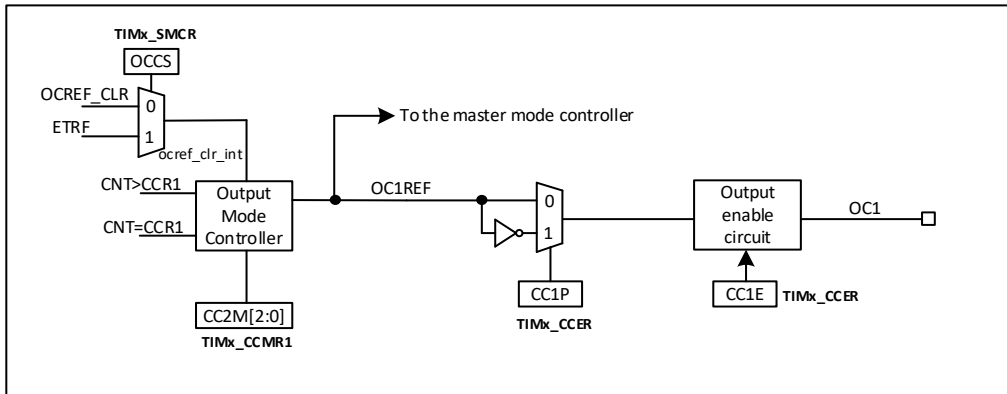 TIMx_SMCR
OCCS
OCREF_CLR
0
ETRF
1
To the master mode controller
ocref_clr_int
CNT>CCR1
Output
Mode
Controller
OC1REF
0
Output
enable
circuit
OC1
CNT=CCR1
1
CC2M[2:0]
TIMx_CCMR1
CC1P
TIMx_CCER
CC1E
TIMx_CCER